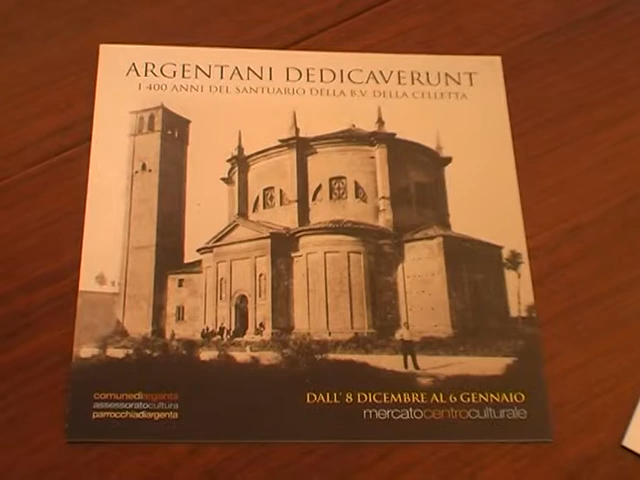 ARGENTANI DEDICAVERUNT
I 400 ANNI DEL SANTUARIO DELLA B.V. DELLA CELLETTA
comunediargenta
assessoratocultura
parrocchiadiargenta
DALL' 8 DICEMBRE AL 6 GENNAIO
mercatocentroculturale